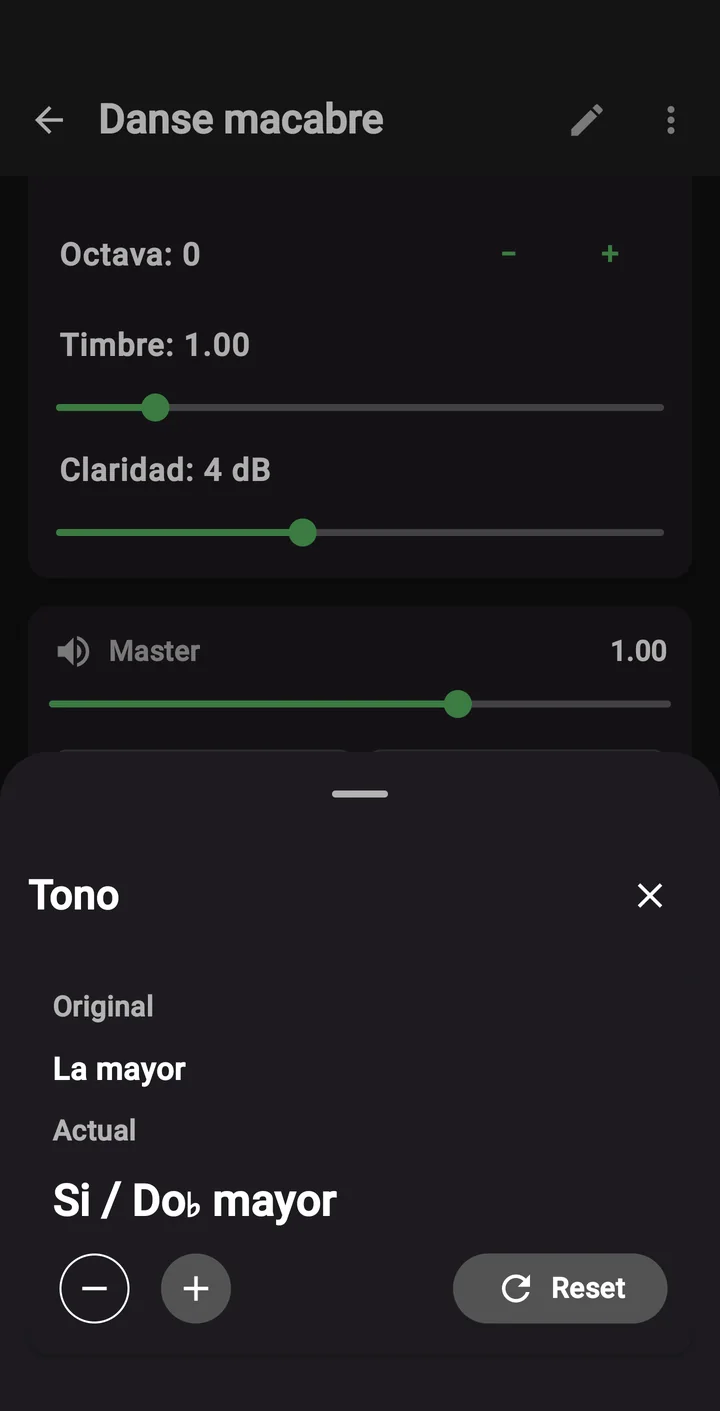 Danse macabre
Octava: 0 - +
Timbre: 1.00
Claridad: 4 dB
Master 1.00
Tono
Original
La mayor
Actual
Si / Do♭ mayor
Reset